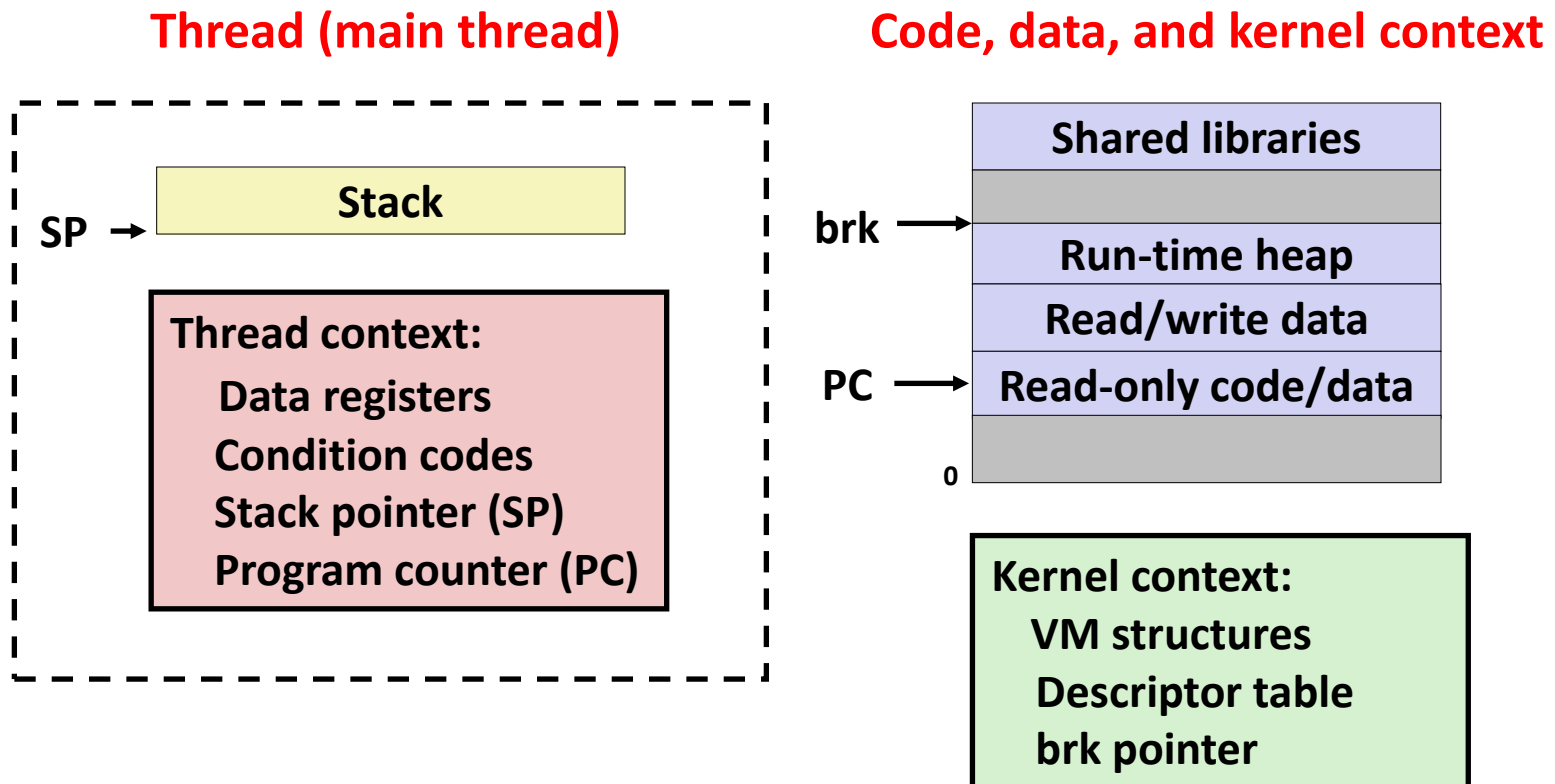 Thread (main thread)
Stack
SP
Thread context:
Data registers
Condition codes
Stack pointer (SP)
Program counter (PC)
Code, data, and kernel context
Shared libraries
brk
Run-time heap
Read/write data
PC
Read-only code/data
0
Kernel context:
VM structures
Descriptor table
brk pointer